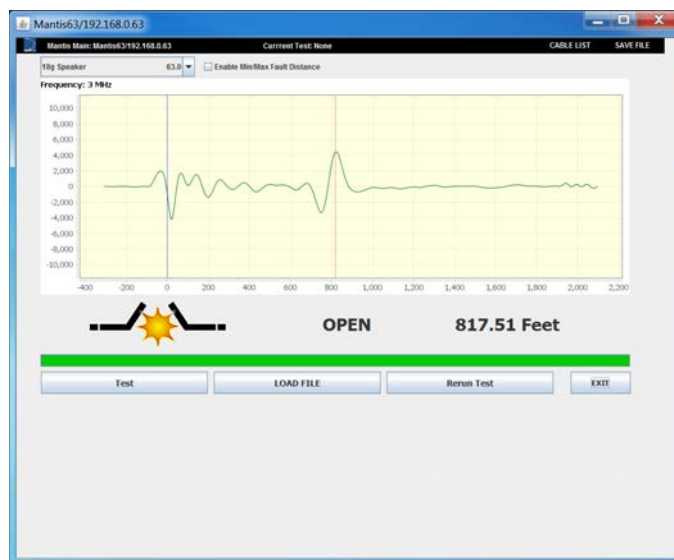 Mantis63/192.168.0.63
Mantis Main: Mantis63/192.168.0.63 Currrent Test: None CABLE LIST SAVE FILE
18g Speaker 63.0 Enable Min/Max Fault Distance
Frequency: 3 MHz
10,000
8,000
6,000
4,000
2,000
0
-2,000
-4,000
-6,000
-8,000
-10,000
-400 -200 0 200 400 600 800 1,000 1,200 1,400 1,600 1,800 2,000 2,200
OPEN 817.51 Feet
Test LOAD FILE Rerun Test EXIT